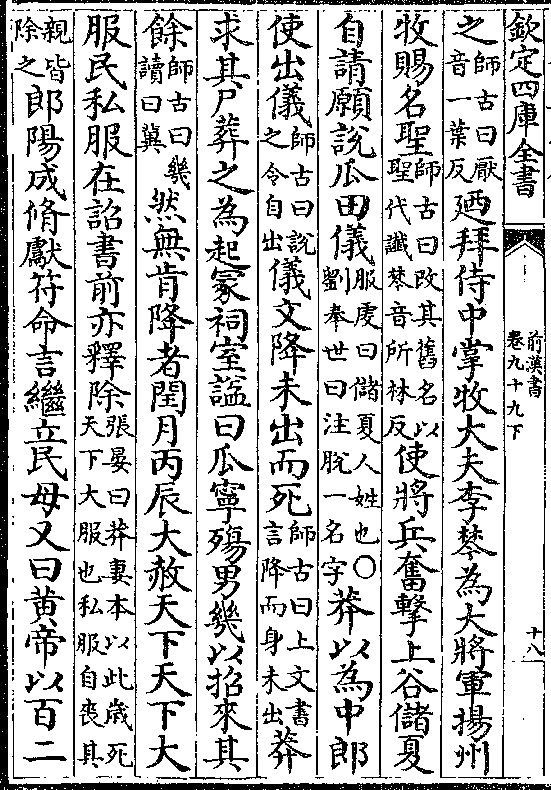 欽定四庫全書
前漢書
卷九十九下
十八
之師古曰厭音一葉反廼拜侍中掌牧大夫李棽為大將軍揚州
牧賜名聖師古曰改其舊名以聖代讖棽音所林反使將兵奮擊上谷儲夏
自請願說瓜田儀服虔曰儲夏人姓也〇劉奉世曰注脫一名字莽以為中郎
使出儀師古曰說之令自出儀文降未出而死師古曰上文書言降而身未出莽
求其尸葬之為起冢祠室謚曰瓜寧殤男幾以招來其
餘師古曰幾讀曰冀然無肯降者閏月丙辰大赦天下天下大
服民私服在詔書前亦釋除張晏曰莽妻本以此歲死天下大服也私服自喪其
親皆除之郎陽成脩獻符命言繼立民母又曰黃帝以百二